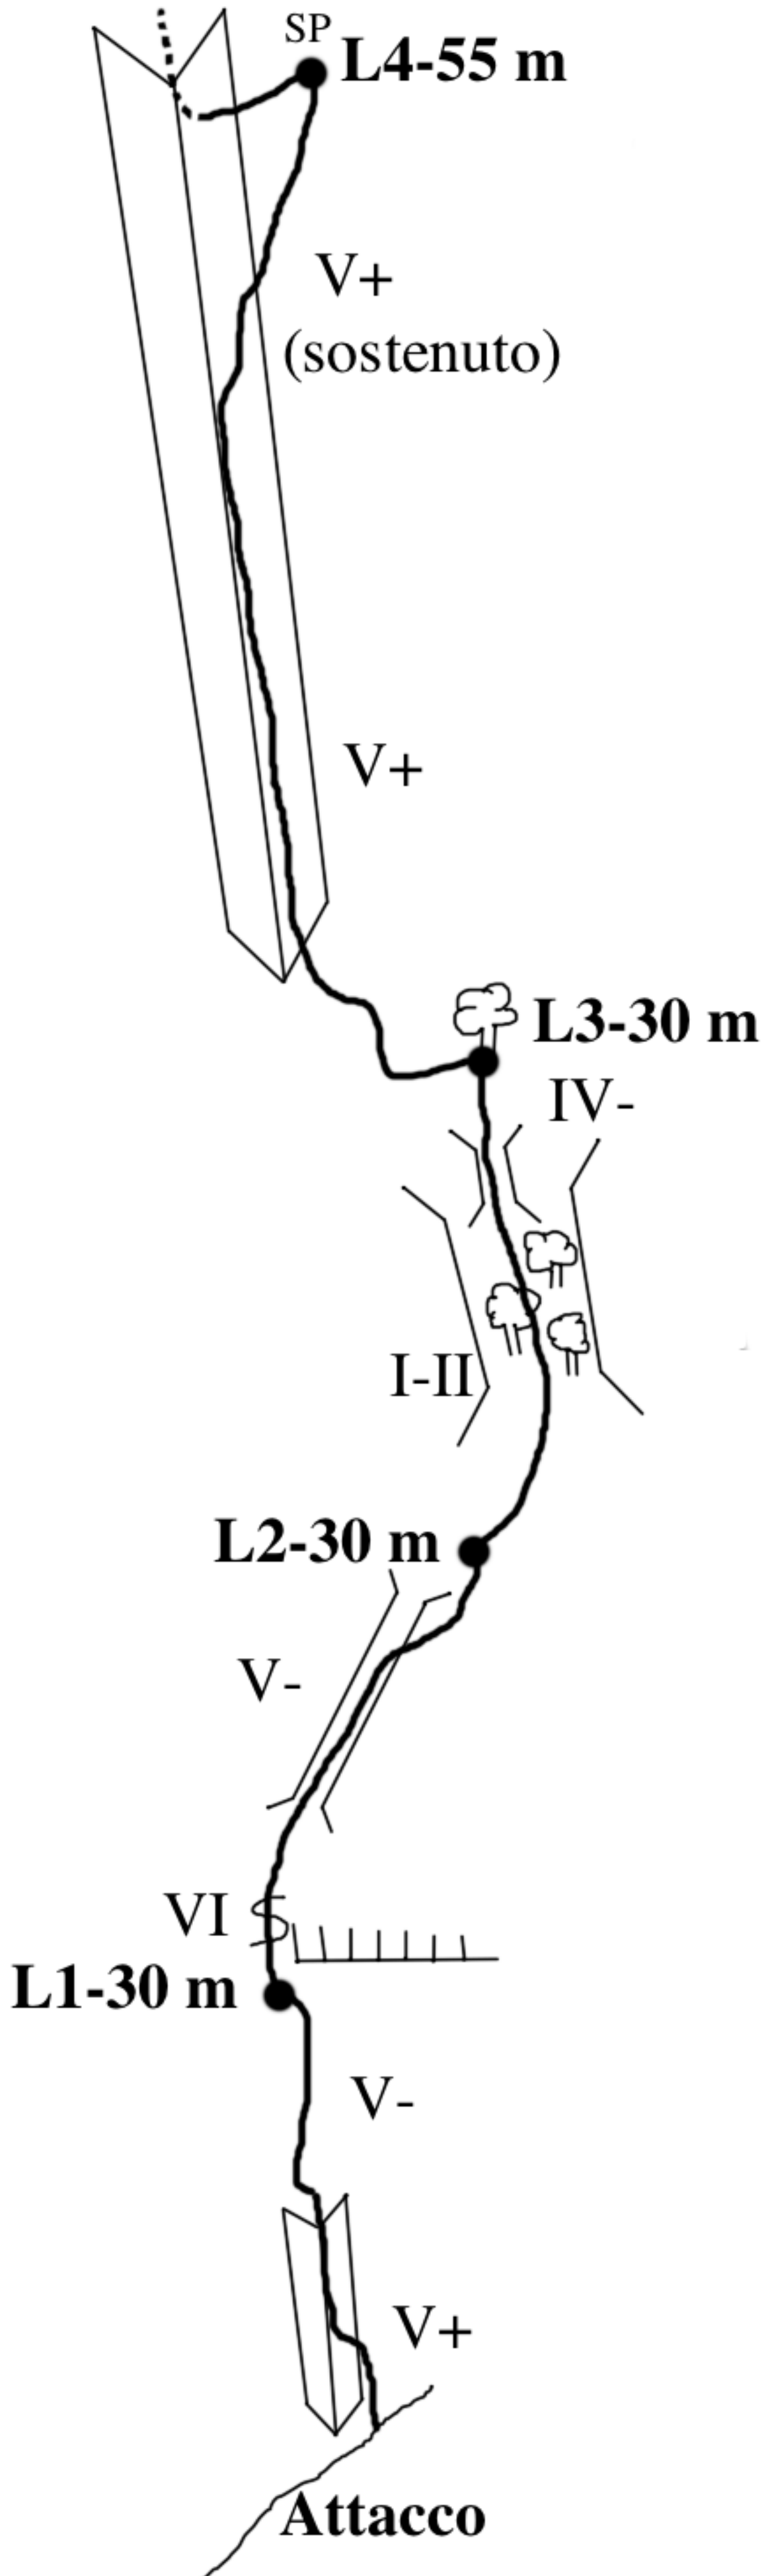 SP
L4-55 m
V+
(sostenuto)
V+
L3-30 m
IV-
I-II
L2-30 m
V-
VI
L1-30 m
V-
V+
Attacco